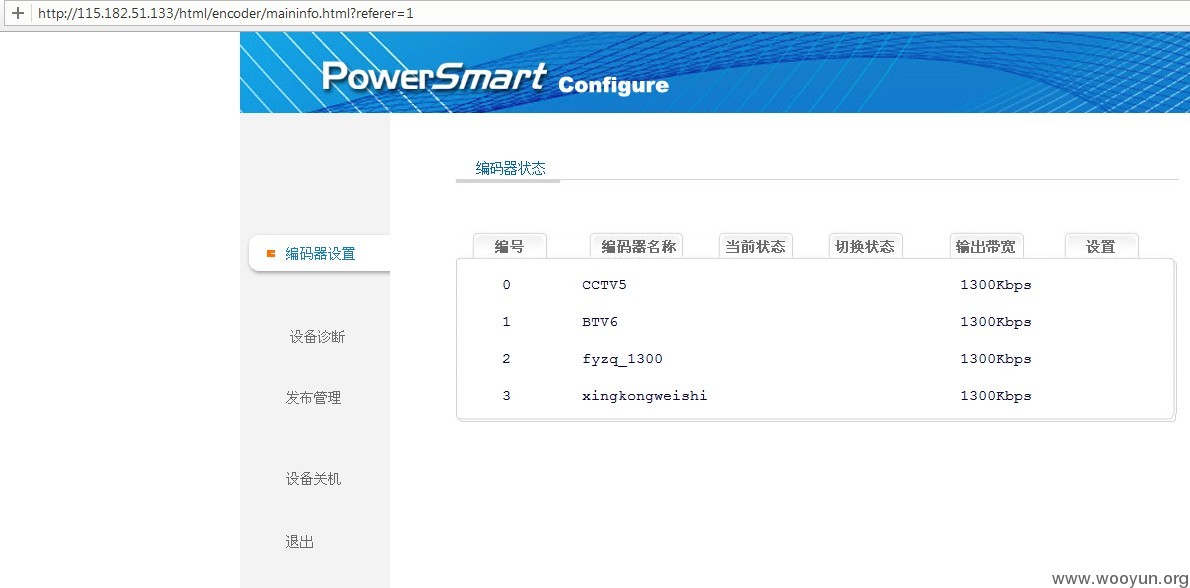 http://115.182.51.133/html/encoder/maininfo.html?referer=1
PowerSmart Configure
编码器状态
编码器设置
设备诊断
发布管理
设备关机
退出
编号 编码器名称 当前状态 切换状态 输出带宽 设置
0 CCTV5 1300Kbps
1 BTV6 1300Kbps
2 fyzq_1300 1300Kbps
3 xingkongweishi 1300Kbps
www.wooyun.org